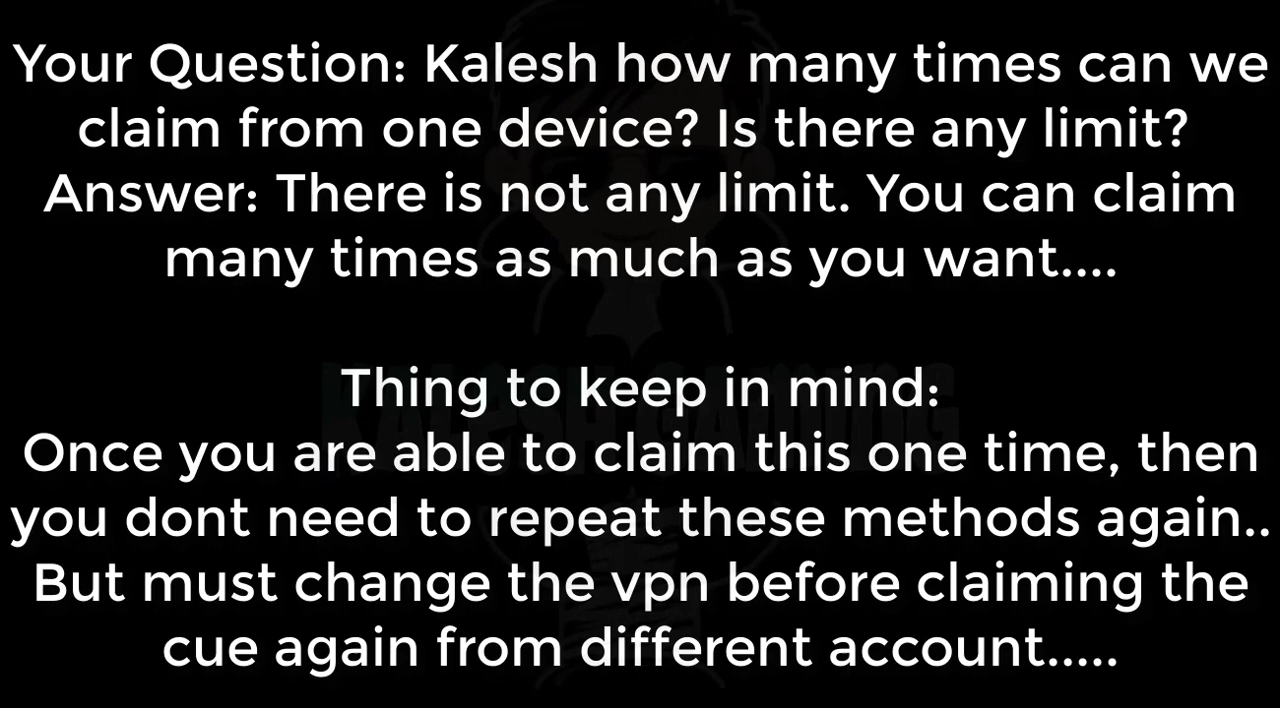 Your Question: Kalesh how many times can we
claim from one device? Is there any limit?
Answer: There is not any limit. You can claim
many times as much as you want....
Thing to keep in mind:
Once you are able to claim this one time, then
you dont need to repeat these methods again..
But must change the vpn before claiming the
cue again from different account.....
KALESH GAMING